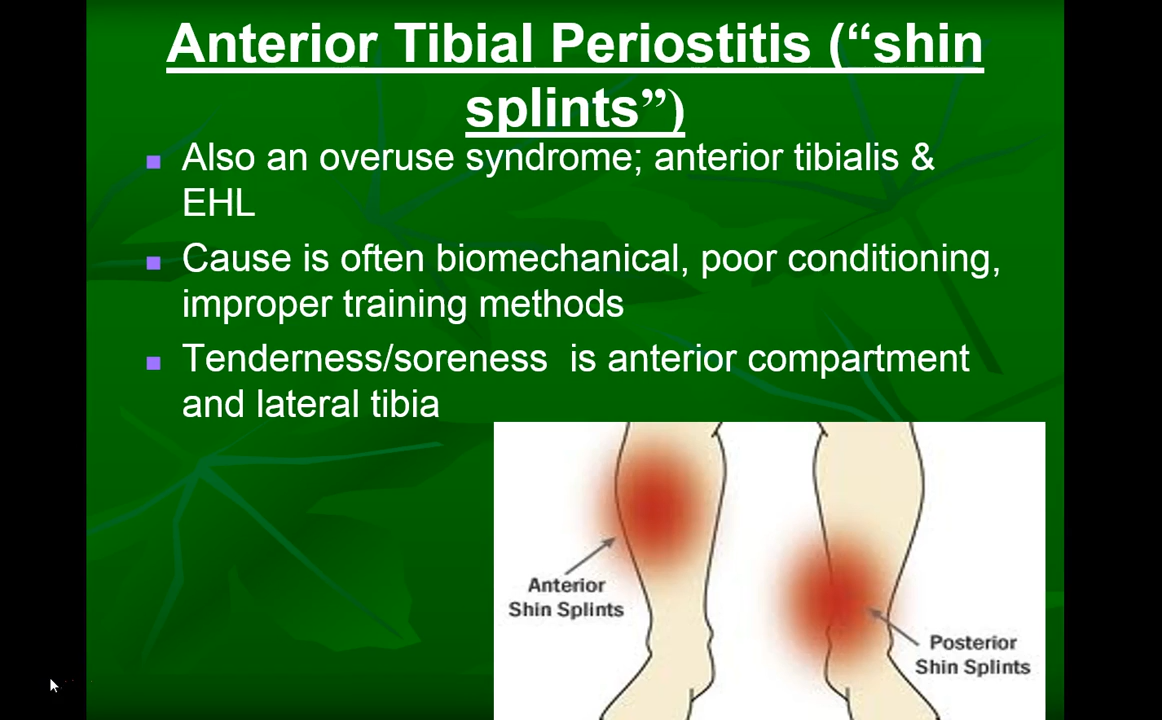 Anterior Tibial Periostitis (“shin
splints”)
Also an overuse syndrome; anterior tibialis &
EHL
Cause is often biomechanical, poor conditioning,
improper training methods
Tenderness/soreness  is anterior compartment
and lateral tibia
Anterior
Shin Splints
Posterior
Shin Splints